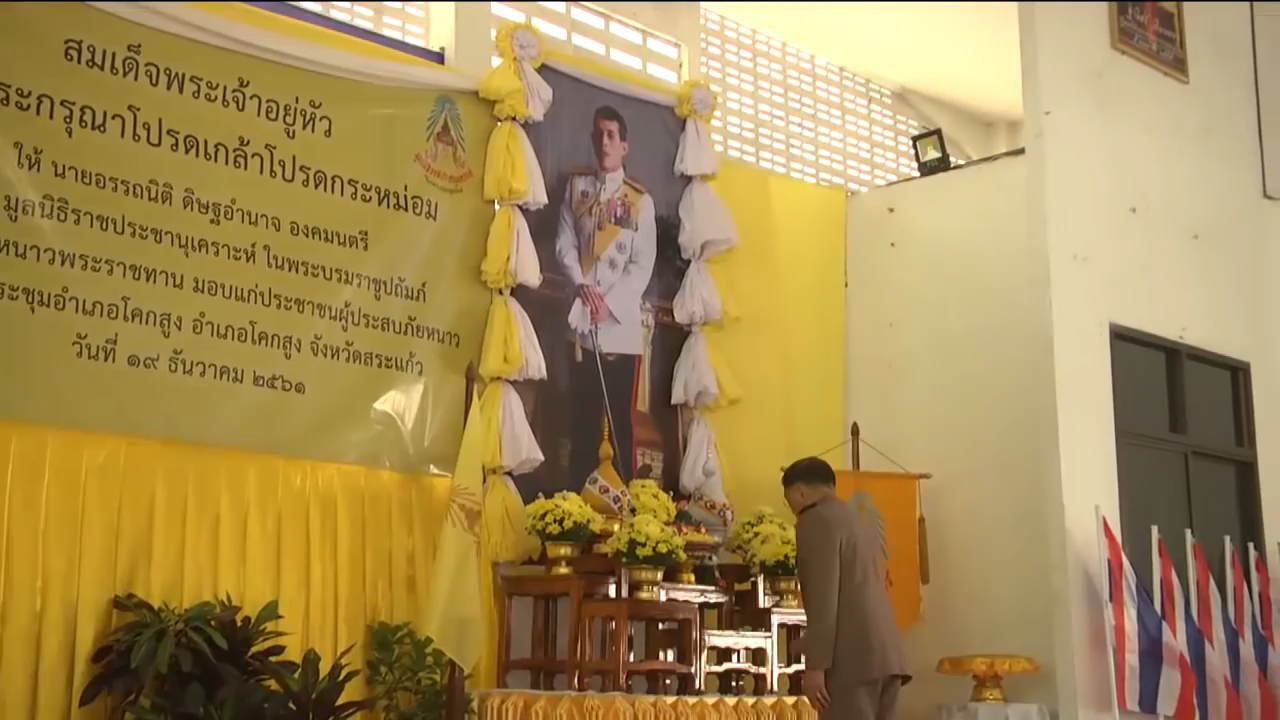 สมเด็จพระเจ้าอยู่หัว
ระกรุณาโปรดเกล้าโปรดกระหม่อม
ให้ นายอรรถนิติ ดิษฐอำนาจ องคมนตรี
มูลนิธิราชประชานุเคราะห์ ในพระบรมราชูปถัมภ์
หนาวพระราชทาน มอบแก่ประชาชนผู้ประสบภัยหนาว
ระชุมอำเภอโคกสูง อำเภอโคกสูง จังหวัดสระแก้ว
วันที่ ๑๙ ธันวาคม ๒๕๖๑